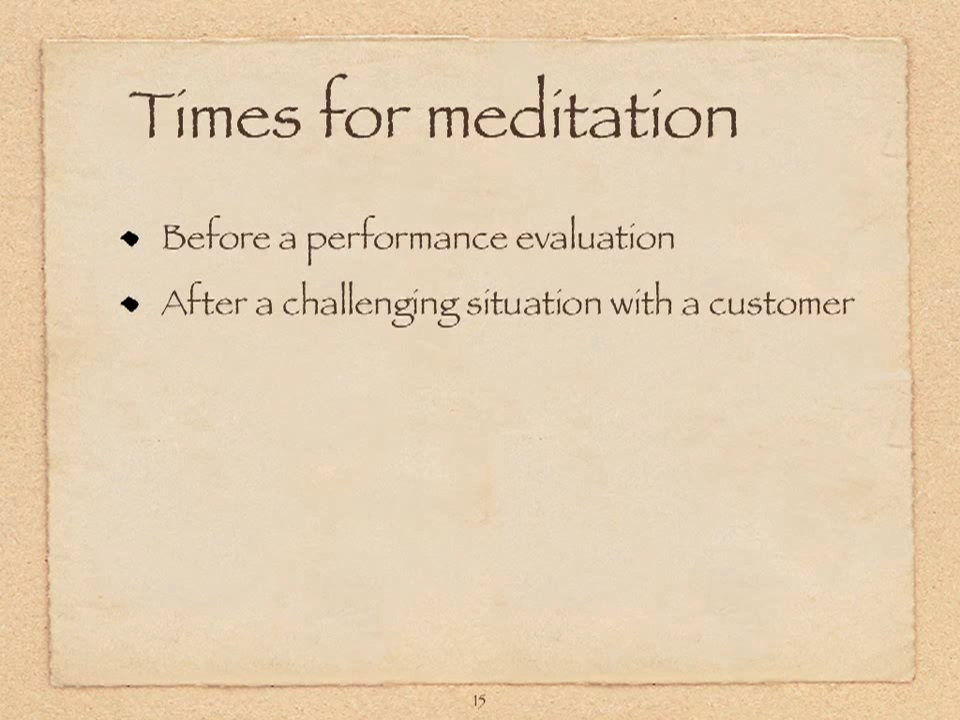 Times for meditation
Before a performance evaluation
After a challenging situation with a customer
15